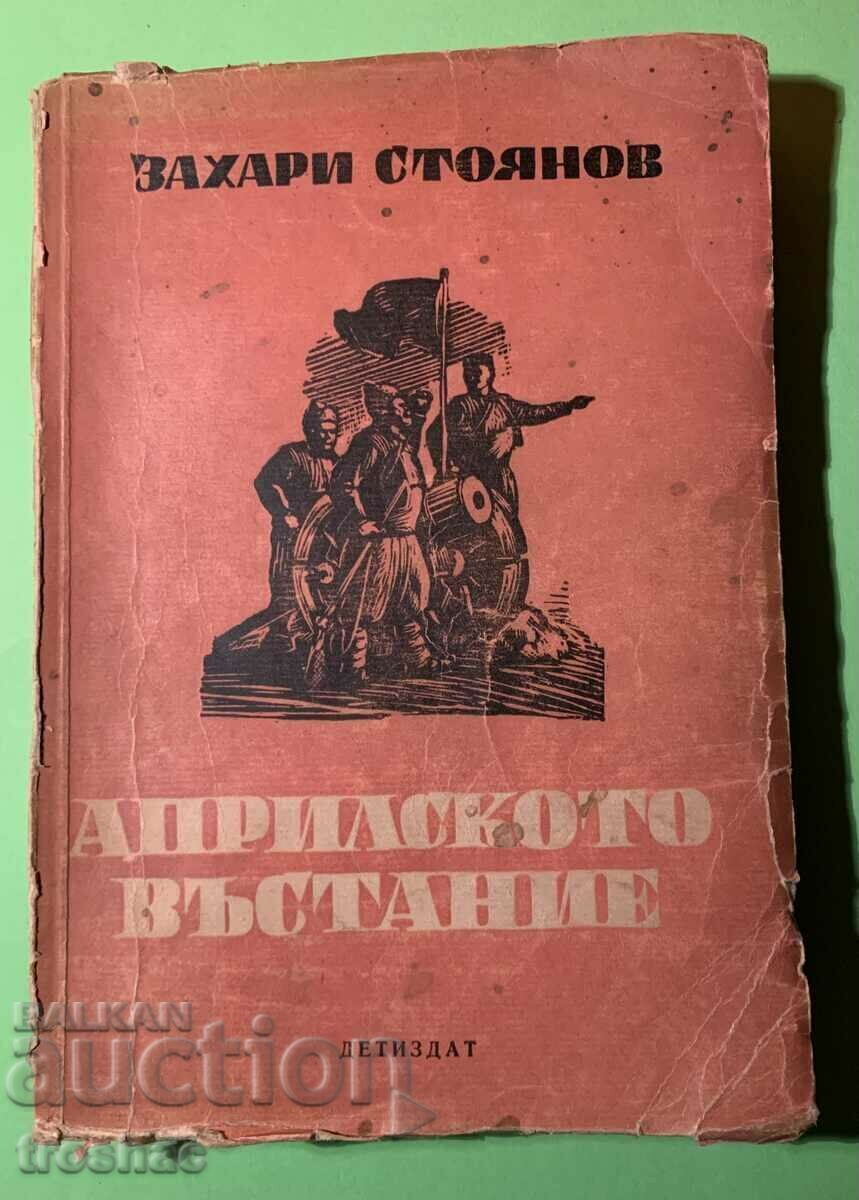 ЗАХАРИ СТОЯНОВ
АПРИЛСКОТО
ВЪСТАНИЕ
ДЕТИЗДАТ
BALKAN
auction
troshac